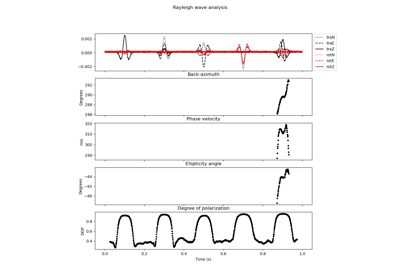 Rayleigh wave analysis
0.002
0.000
−0.002
traN
traE
traZ
rotN
rotE
rotZ
Back-azimuth
292
290
288
286
Degrees
Phase velocity
320
310
300
290
m/s
Ellipticity angle
−44
−45
−46
Degrees
Degree of polarization
0.8
0.6
0.4
DOP
0.0 0.2 0.4 0.6 0.8 1.0
Time (s)